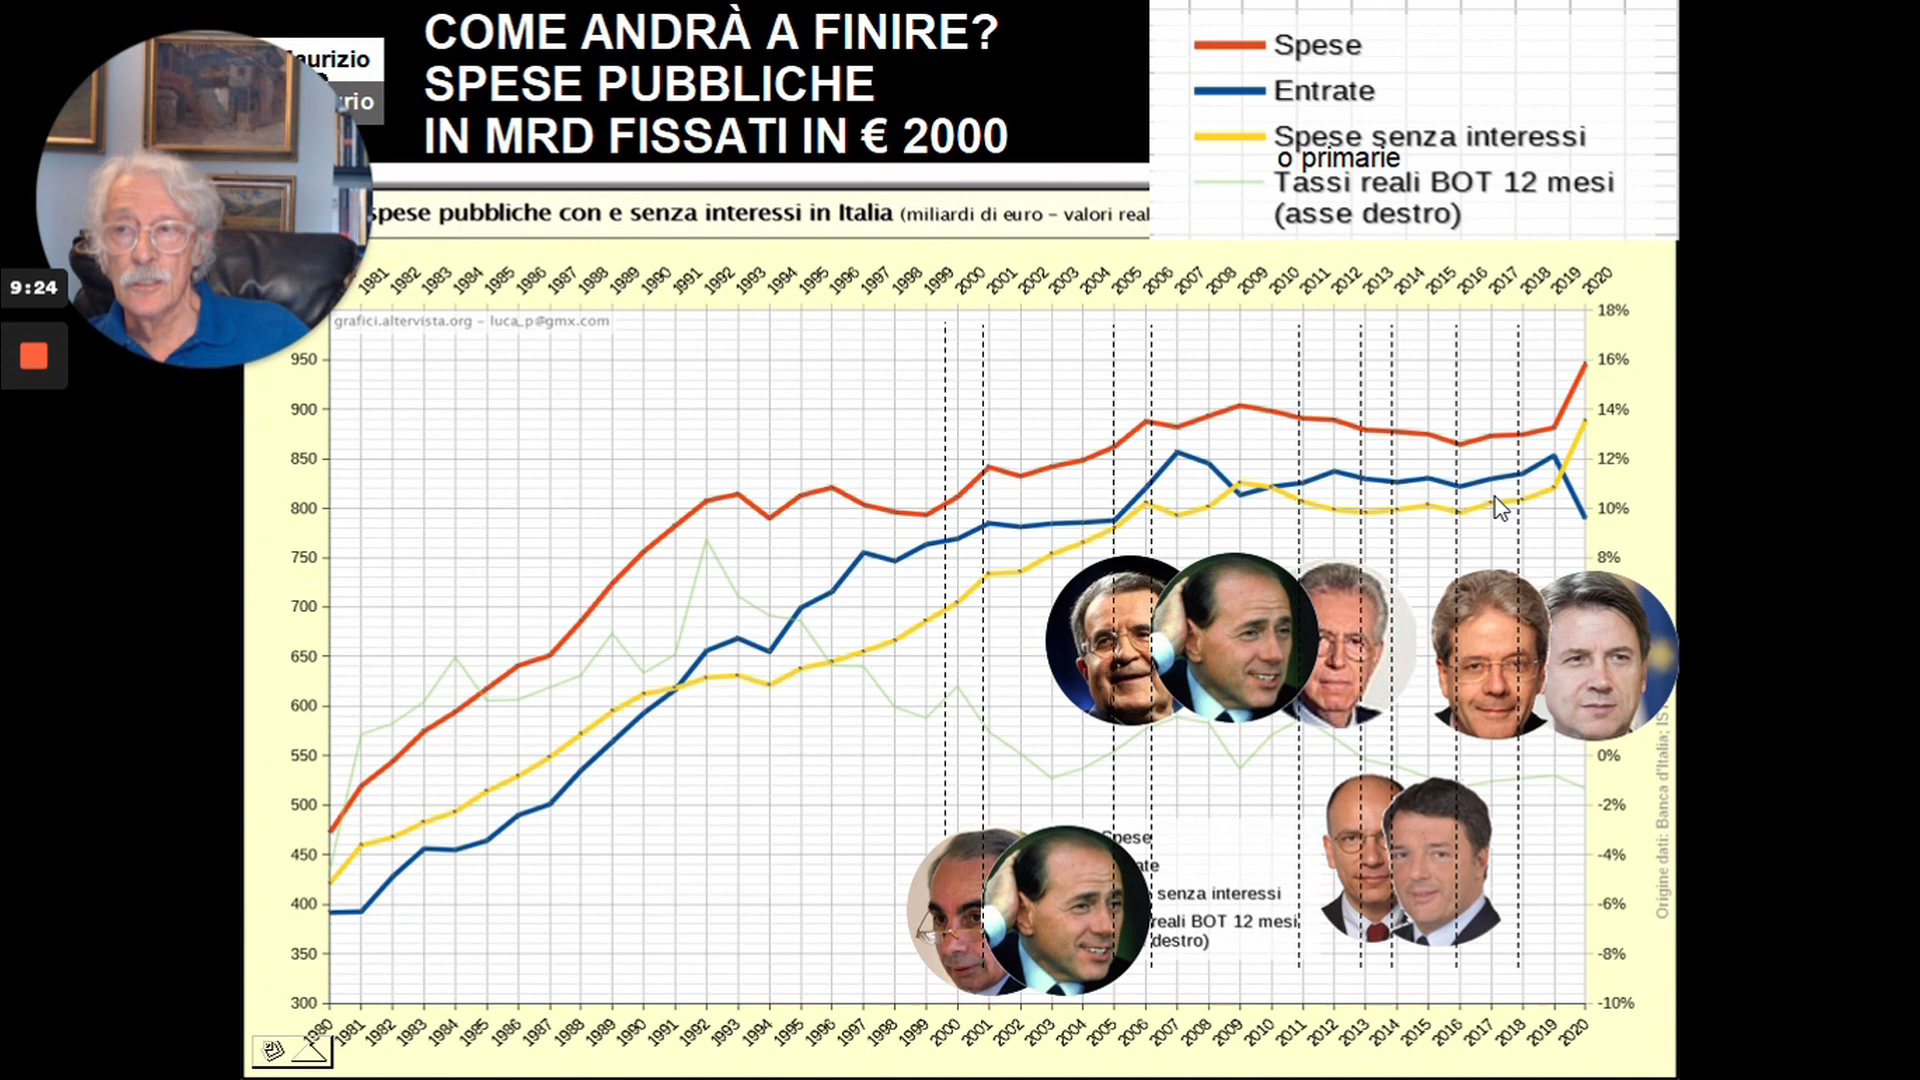 COME ANDRÀ A FINIRE?
SPESE PUBBLICHE
IN MRD FISSATI IN € 2000
aurizio
rio
Spese
Entrate
Spese senza interessi
o primarie
Tassi reali BOT 12 mesi
(asse destro)
spese pubbliche con e senza interessi in Italia (miliardi di euro – valori real
9:24
1981 1982 1983 1984 1985 1986 1987 1988 1989 1990 1991 1992 1993 1994 1995 1996 1997 1998 1999 2000 2001 2002 2003 2004 2005 2006 2007 2008 2009 2010 2011 2012 2013 2014 2015 2016 2017 2018 2019 2020
grafici.altervista.org – luca_p@gmx.com
18%
950 16%
900 14%
850 12%
800 10%
750 8%
700
650
600
550 0%
500 -2%
450 -4%
400 -6%
350 -8%
300 -10%
Spese
ate
senza interessi
reali BOT 12 mesi
destro)
Origine dati: Banca d'Italia; IS
1980 1981 1982 1983 1984 1985 1986 1987 1988 1989 1990 1991 1992 1993 1994 1995 1996 1997 1998 1999 2000 2001 2002 2003 2004 2005 2006 2007 2008 2009 2010 2011 2012 2013 2014 2015 2016 2017 2018 2019 2020